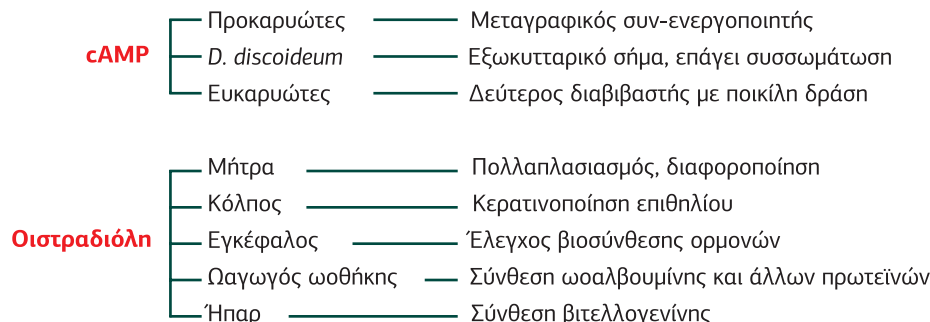 Προκαρυώτες Μεταγραφικός συν-ενεργοποιητής
cAMP D. discoideum Εξωκυτταρικό σήμα, επάγει συσσωμάτωση
Ευκαρυώτες Δεύτερος διαβιβαστής με ποικίλη δράση
Μήτρα Πολλαπλασιασμός, διαφοροποίηση
Κόλπος Κερατινοποίηση επιθηλίου
Οιστραδιόλη Εγκέφαλος Έλεγχος βιοσύνθεσης ορμονών
Ωαγωγός ωοθήκης Σύνθεση ωοαλβουμίνης και άλλων πρωτεϊνών
Ήπαρ Σύνθεση βιτελλογενίνης